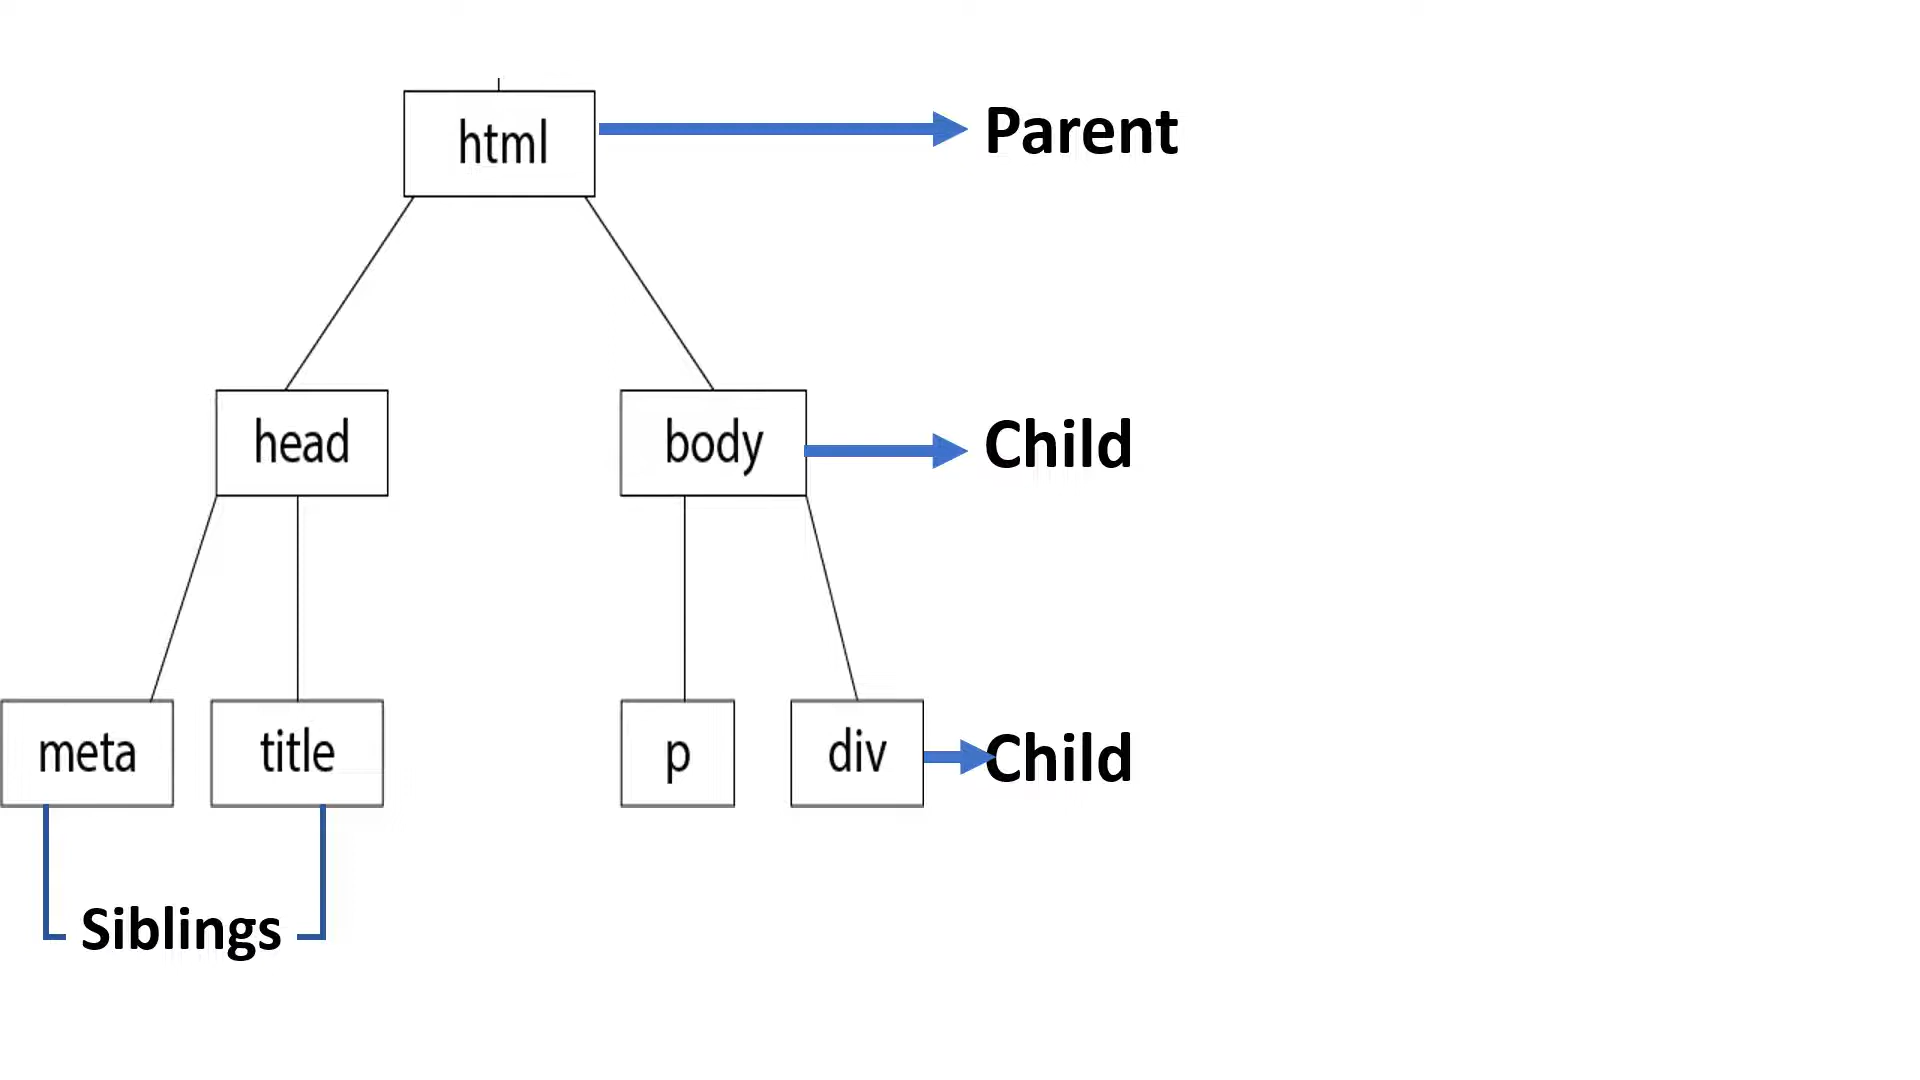 html
Parent
head
body
Child
meta
title
p
div
Child
Siblings